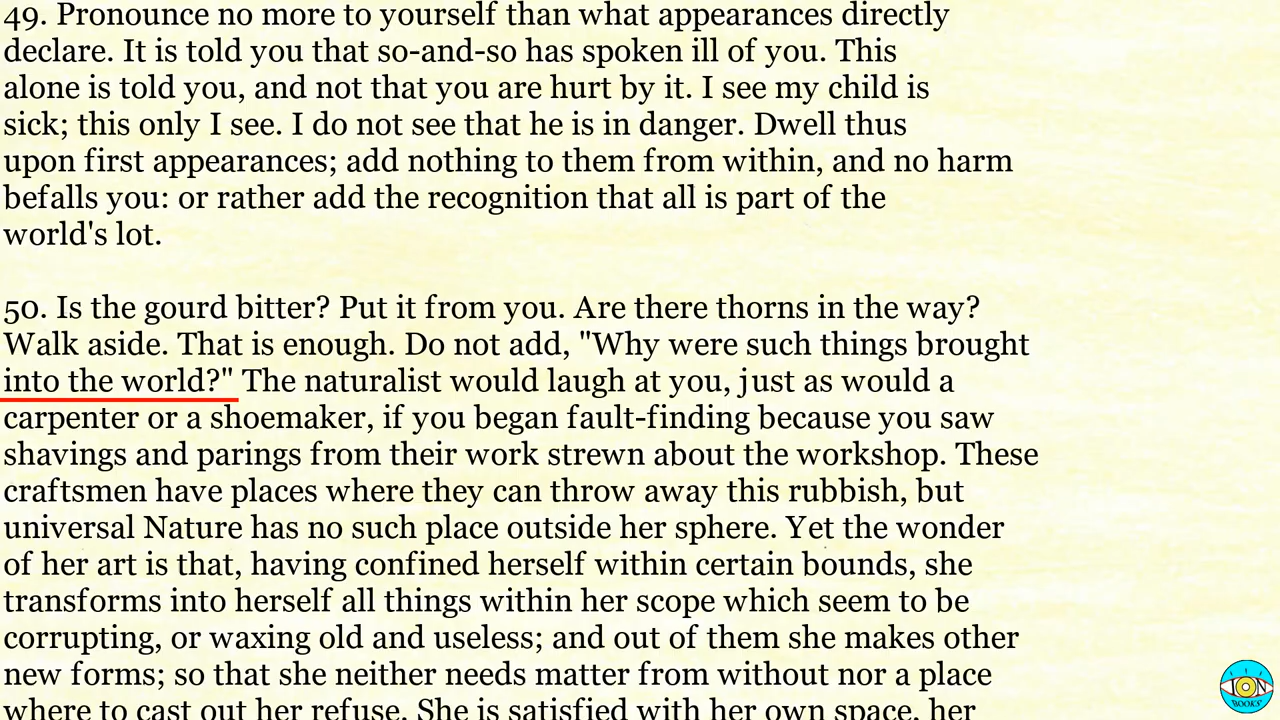 49. Pronounce no more to yourself than what appearances directly
declare. It is told you that so-and-so has spoken ill of you. This
alone is told you, and not that you are hurt by it. I see my child is
sick; this only I see. I do not see that he is in danger. Dwell thus
upon first appearances; add nothing to them from within, and no harm
befalls you: or rather add the recognition that all is part of the
world's lot.
50. Is the gourd bitter? Put it from you. Are there thorns in the way?
Walk aside. That is enough. Do not add, "Why were such things brought
into the world?" The naturalist would laugh at you, just as would a
carpenter or a shoemaker, if you began fault-finding because you saw
shavings and parings from their work strewn about the workshop. These
craftsmen have places where they can throw away this rubbish, but
universal Nature has no such place outside her sphere. Yet the wonder
of her art is that, having confined herself within certain bounds, she
transforms into herself all things within her scope which seem to be
corrupting, or waxing old and useless; and out of them she makes other
new forms; so that she neither needs matter from without nor a place
where to cast out her refuse. She is satisfied with her own space, her
ION
BOOKS